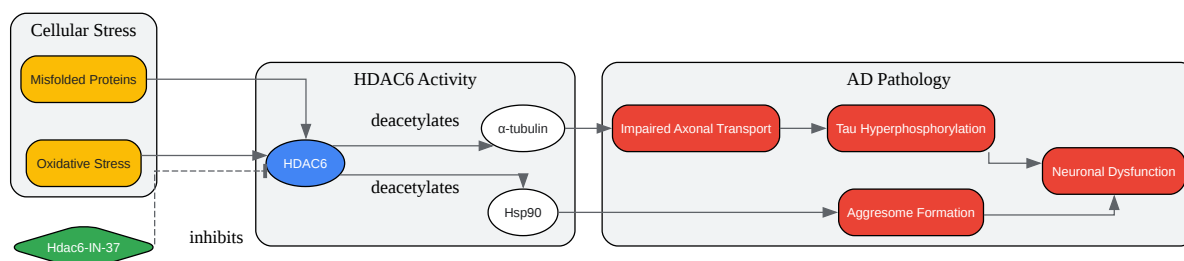 Cellular Stress
Misfolded Proteins
Oxidative Stress
Hdac6-IN-37
inhibits
HDAC6 Activity
HDAC6
deacetylates
deacetylates
α-tubulin
Hsp90
AD Pathology
Impaired Axonal Transport
Tau Hyperphosphorylation
Aggresome Formation
Neuronal Dysfunction